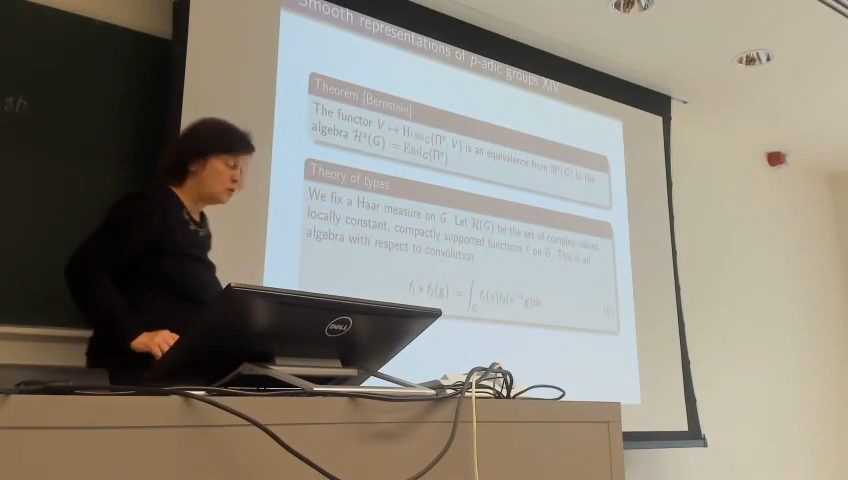 Smooth representations of p-adic groups XIV
Theorem [Bernstein]
The functor V ↦ Hom_G(Π^s, V) is an equivalence from ℜ^s(G) to the
algebra ℋ^s(G) := End_G(Π^s)
Theory of types
We fix a Haar measure on G. Let ℋ(G) be the set of complex-valued,
locally constant, compactly supported functions f on G. This is an
algebra with respect to convolution
f₁ ∗ f₂(g) = ∫_G f₁(x)f₂(x⁻¹g)dx
DELL